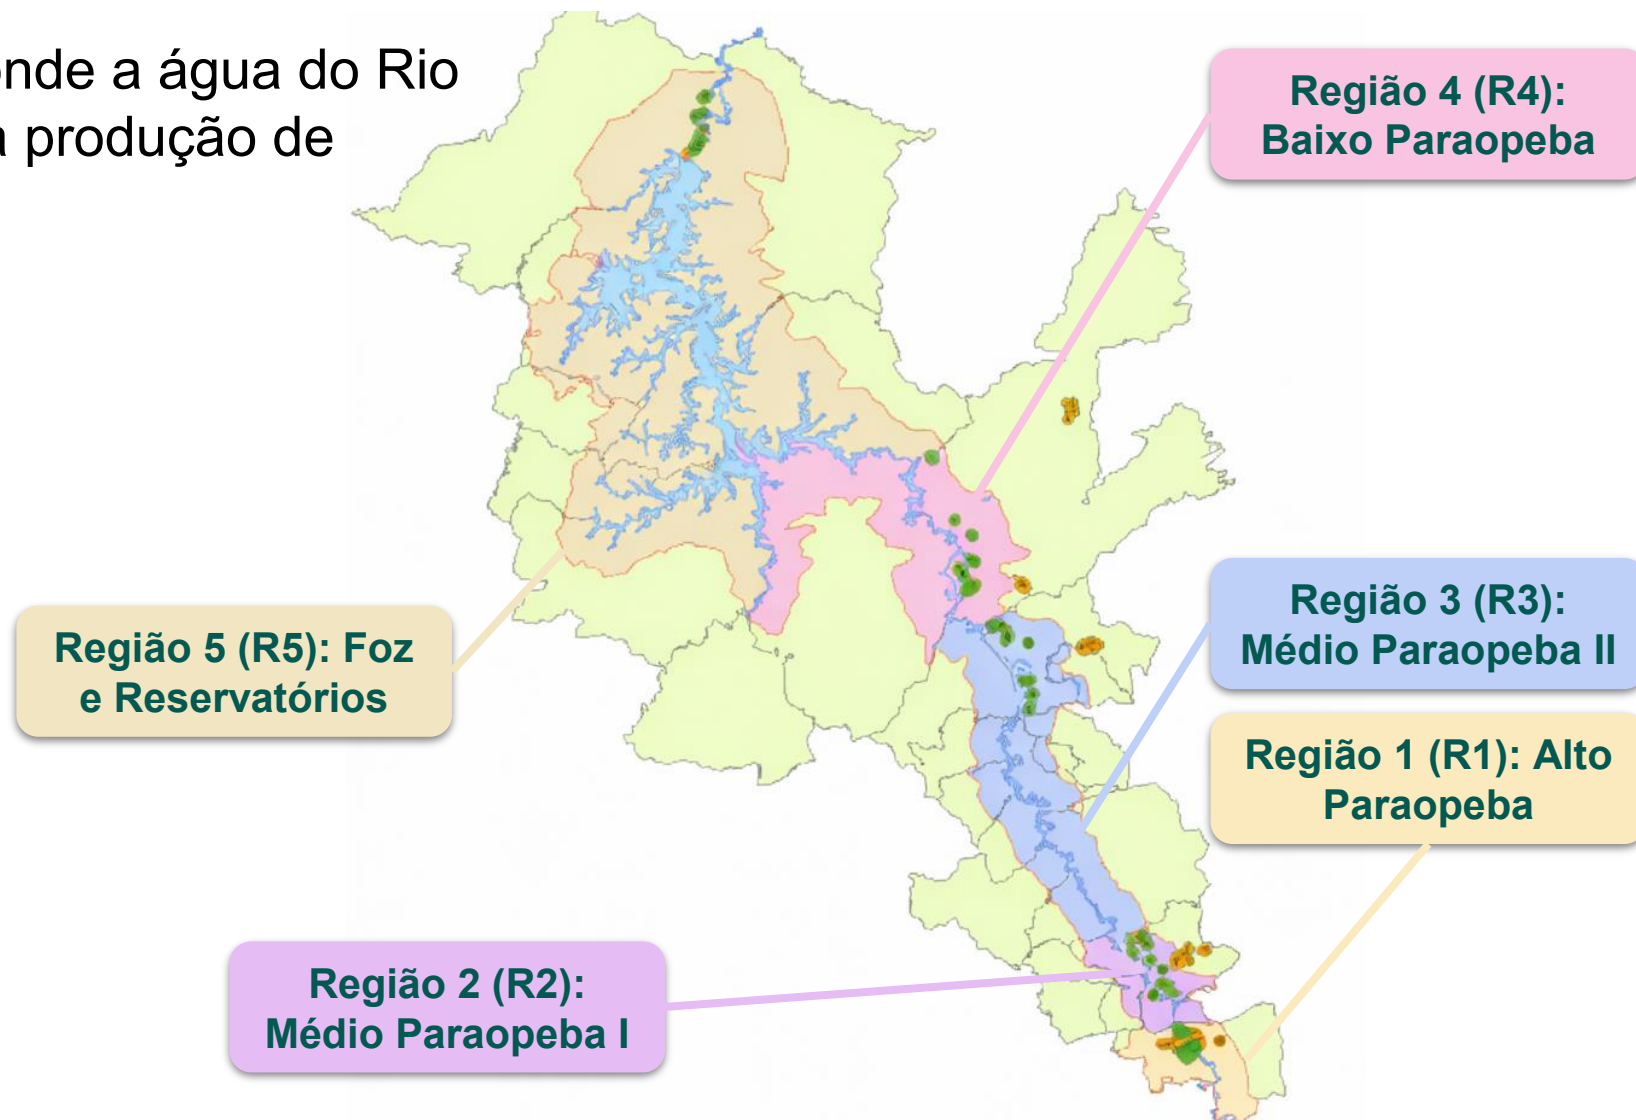 onde a água do Rio
a produção de
Região 4 (R4):
Baixo Paraopeba
Região 3 (R3):
Médio Paraopeba II
Região 5 (R5): Foz
e Reservatórios
Região 1 (R1): Alto
Paraopeba
Região 2 (R2):
Médio Paraopeba I